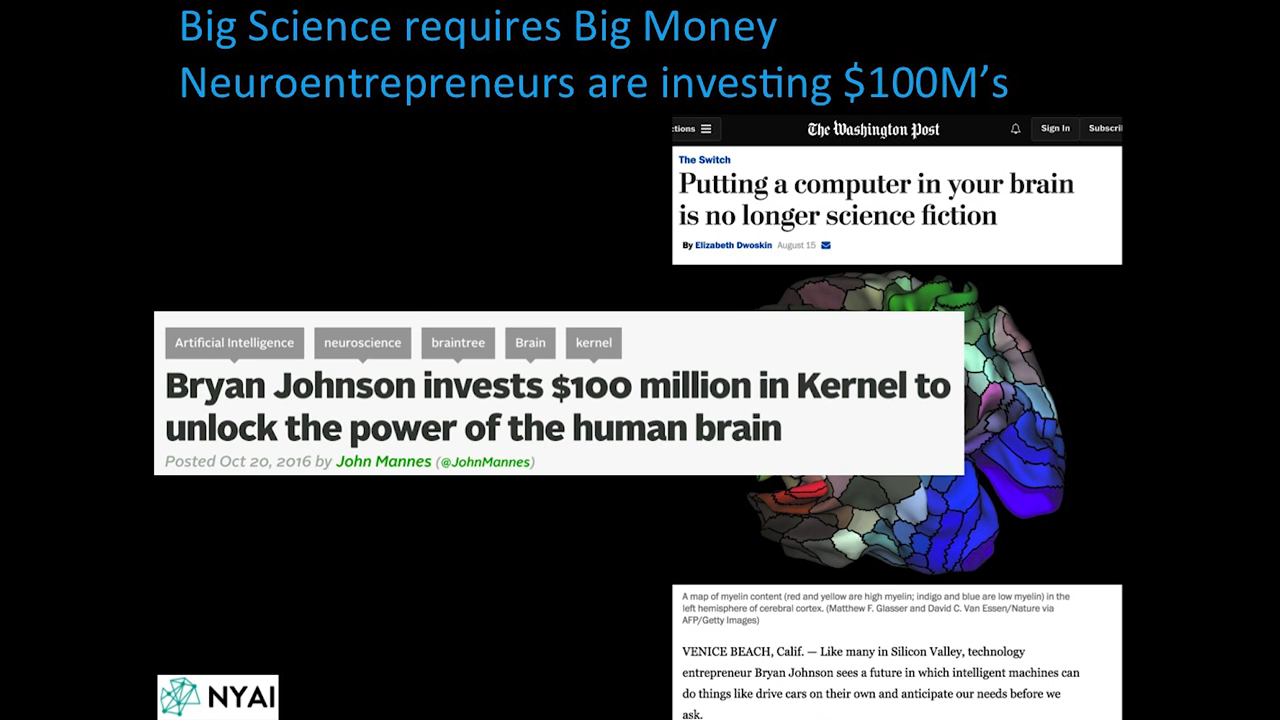 Big Science requires Big Money
Neuroentrepreneurs are investing $100M's
The Washington Post
Sign In
The Switch
Putting a computer in your brain
is no longer science fiction
By Elizabeth Dwoskin August 15
Artificial Intelligence neuroscience braintree Brain kernel
Bryan Johnson invests $100 million in Kernel to
unlock the power of the human brain
Posted Oct 20, 2016 by John Mannes (@JohnMannes)
A map of myelin content (red and yellow are high myelin; indigo and blue are low myelin) in the
left hemisphere of cerebral cortex. (Matthew F. Glasser and David C. Van Essen/Nature via
AFP/Getty Images)
VENICE BEACH, Calif. — Like many in Silicon Valley, technology
entrepreneur Bryan Johnson sees a future in which intelligent machines can
do things like drive cars on their own and anticipate our needs before we
ask.
NYAI